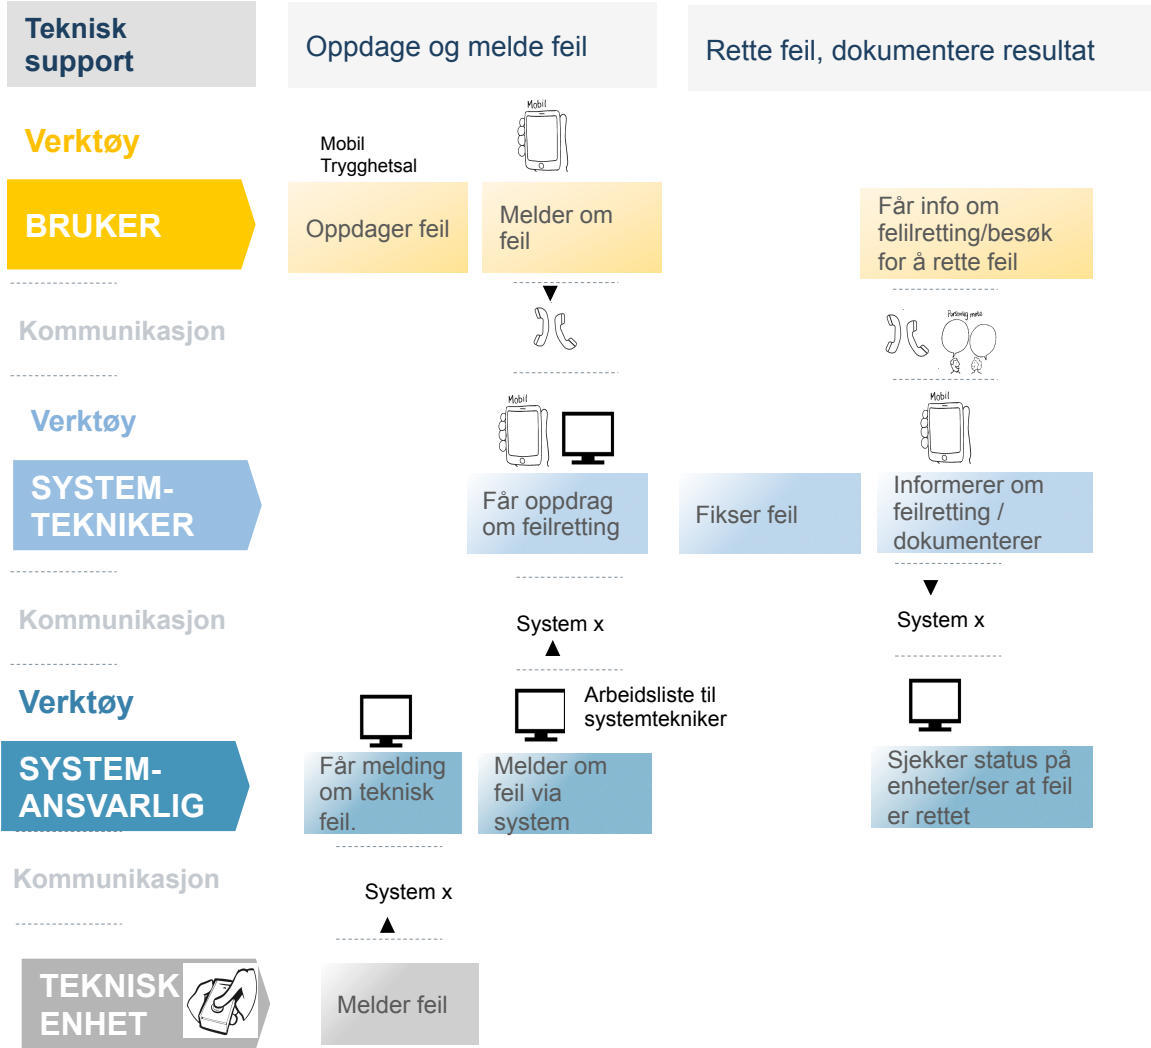 Teknisk
support
Oppdage og melde feil
Rette feil, dokumentere resultat
Verktøy
Mobil
Trygghetsal
Mobil
BRUKER
Oppdager feil
Melder om
feil
Får info om
felilretting/besøk
for å rette feil
Kommunikasjon
Personlig møte
Verktøy
Mobil
Mobil
SYSTEM-
TEKNIKER
Får oppdrag
om feilretting
Fikser feil
Informerer om
feilretting /
dokumenterer
Kommunikasjon
System x
System x
Verktøy
Arbeidsliste til
systemtekniker
SYSTEM-
ANSVARLIG
Får melding
om teknisk
feil.
Melder om
feil via
system
Sjekker status på
enheter/ser at feil
er rettet
Kommunikasjon
System x
TEKNISK
ENHET
Melder feil